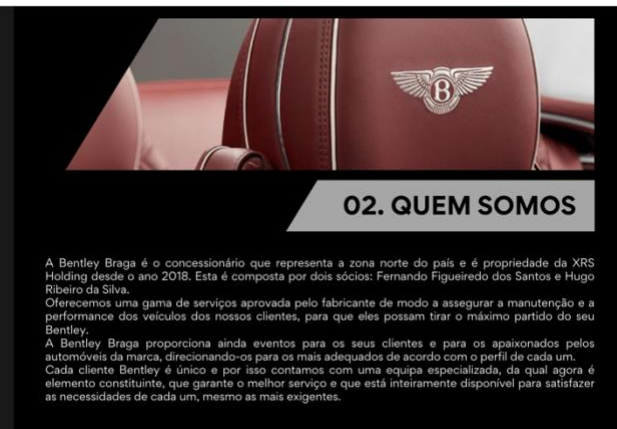 B
02. QUEM SOMOS
A Bentley Braga é o concessionário que representa a zona norte do país e é propriedade da XRS
Holding desde o ano 2018. Esta é composta por dois sócios: Fernando Figueiredo dos Santos e Hugo
Ribeiro da Silva.
Oferecemos uma gama de serviços aprovada pelo fabricante de modo a assegurar a manutenção e a
performance dos veículos dos nossos clientes, para que eles possam tirar o máximo partido do seu
Bentley.
A Bentley Braga proporciona ainda eventos para os seus clientes e para os apaixonados pelos
automóveis da marca, direcionando-os para os mais adequados de acordo com o perfil de cada um.
Cada cliente Bentley é único e por isso contamos com uma equipa especializada, da qual agora é
elemento constituinte, que garante o melhor serviço e que está inteiramente disponível para satisfazer
as necessidades de cada um, mesmo as mais exigentes.